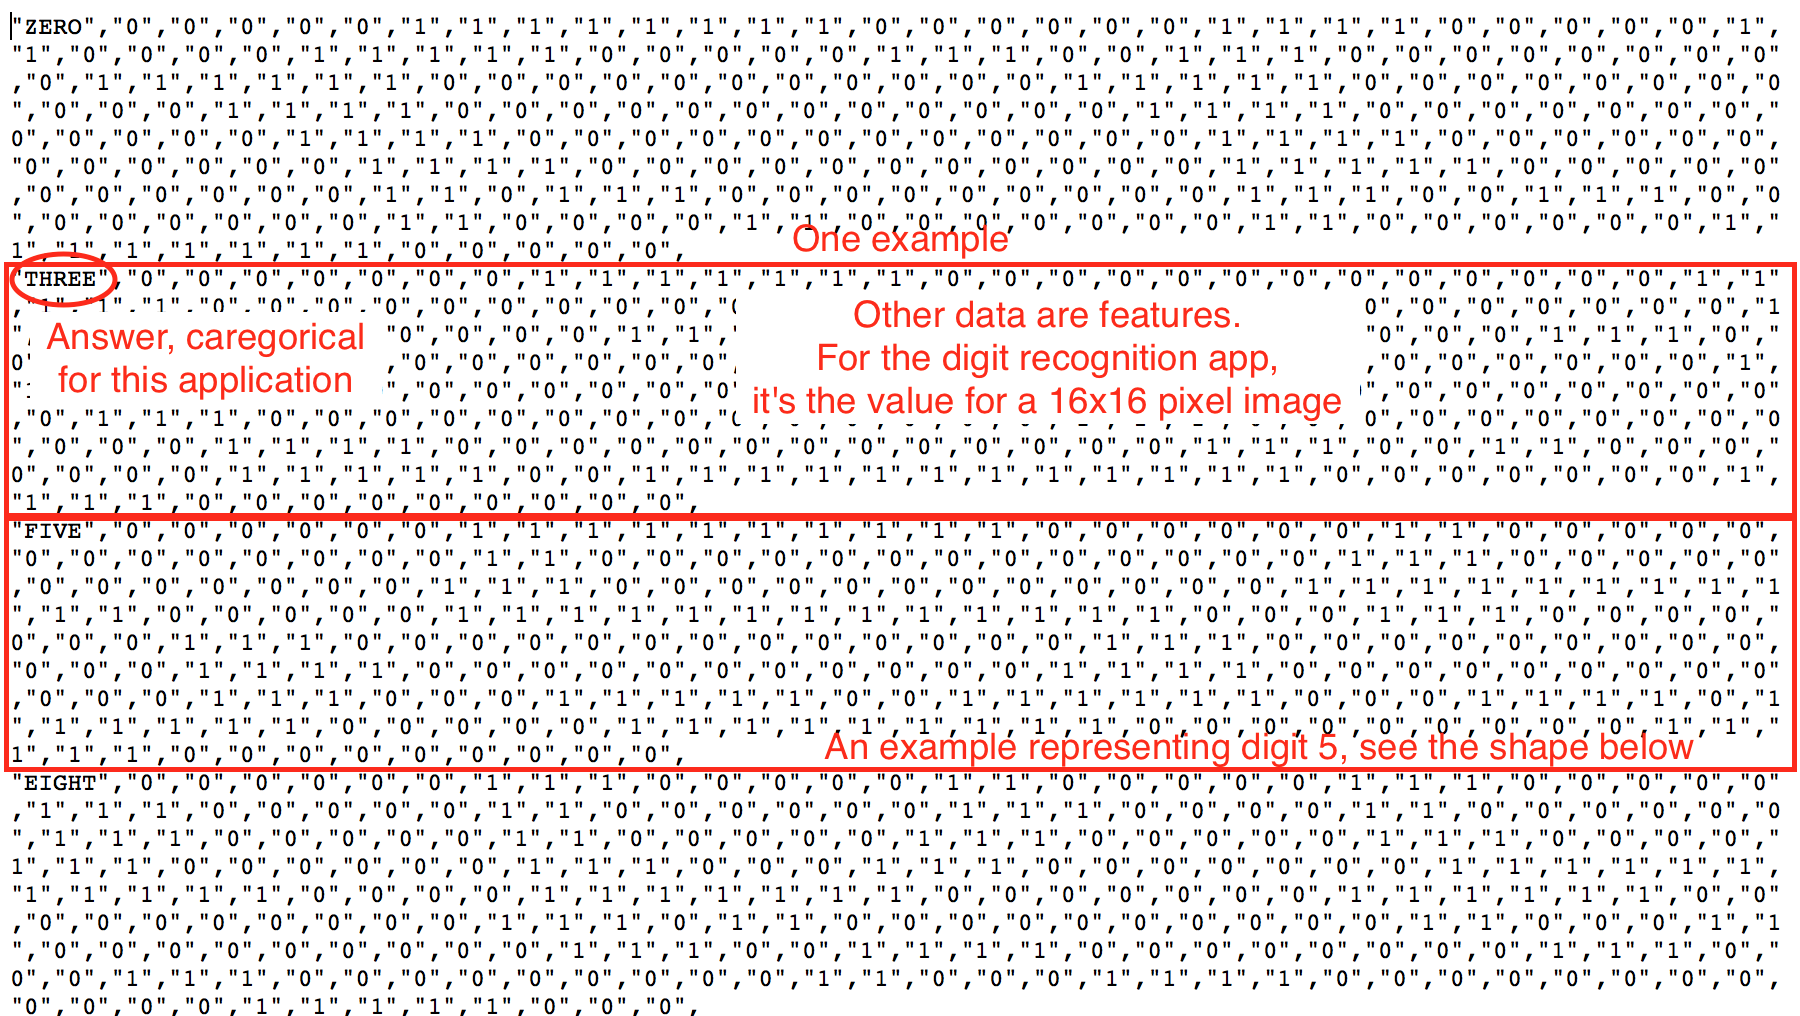 "ZERO","0","0","0","0","0","1","1","1","1","1","1","1","1","0","0","0","0","0","0","1","1","1","1","0","0","0","0","0","1",
"1","0","0","0","0","1","1","1","1","1","0","0","0","0","0","1","1","1","0","0","1","1","1","0","0","0","0","0","0","0","0"
,"0","1","1","1","1","1","1","0","0","0","0","0","0","0","0","0","0","0","1","1","1","1","1","0","0","0","0","0","0","0","0
","0","0","0","1","1","1","1","0","0","0","0","0","0","0","0","0","0","0","0","1","1","1","1","0","0","0","0","0","0","0","
0","0","0","0","0","1","1","1","1","0","0","0","0","0","0","0","0","0","0","0","0","1","1","1","1","0","0","0","0","0","0",
"0","0","0","0","0","0","1","1","1","1","0","0","0","0","0","0","0","0","0","0","0","1","1","1","1","1","0","0","0","0","0"
,"0","0","0","0","0","0","1","1","0","1","1","1","0","0","0","0","0","0","0","0","0","1","1","1","0","0","1","1","1","0","0
","0","0","0","0","0","0","1","1","0","0","0","0","1","1","0","0","0","0","0","0","0","1","1","0","0","0","0","0","0","1","
1","1","1","1","1","1","1","0","0","0","0","0",
One example
"THREE","0","0","0","0","0","0","0","1","1","1","1","1","1","1","0","0","0","0","0","0","0","0","0","0","0","0","0","1","1"
,"1","1","1","0","0","0","0","0","0","0","0","0","0 0","0","0","0","0","0","0","1
"0","0","0","0","1","1"," 0","0","0","1","1","1","0","
0" "0","0","0","0","0","0" ,"0","0","0","0","0","0","1",
"0","0","0","0","0","0" "0","0","0","0","0","0","0"
,"0","1","1","1","0","0","0","0","0","0","0","0", 0","0","0","0","0","0","0","0
","0","0","0","1","1","1","1","0","0","0","0","0","0","0","0","0","0","0","0","0","1","1","1","0","0","1","1","0","0","0","
0","0","0","0","1","1","1","1","1","0","0","1","1","1","1","1","1","1","1","1","1","1","1","0","0","0","0","0","0","0","1",
"1","1","1","0","0","0","0","0","0","0","0","0",
Answer, caregorical
for this application
Other data are features.
For the digit recognition app,
it's the value for a 16x16 pixel image
"FIVE","0","0","0","0","0","0","1","1","1","1","1","1","1","1","1","1","0","0","0","0","0","0","1","1","0","0","0","0","0",
"0","0","0","0","0","0","0","0","1","1","0","0","0","0","0","0","0","0","0","0","0","0","0","1","1","1","0","0","0","0","0"
,"0","0","0","0","0","0","0","1","1","1","0","0","0","0","0","0","0","0","0","0","0","0","1","1","1","1","1","1","1","1","1
","1","1","0","0","0","0","0","1","1","1","1","1","1","1","1","1","1","1","1","1","0","0","0","1","1","1","0","0","0","0","
0","0","0","1","1","1","0","0","0","0","0","0","0","0","0","0","0","0","0","1","1","1","0","0","0","0","0","0","0","0","0",
"0","0","0","1","1","1","1","0","0","0","0","0","0","0","0","0","0","0","1","1","1","1","0","0","0","0","0","0","0","0","0"
,"0","0","0","1","1","1","0","0","0","1","1","1","1","1","0","0","1","1","1","1","1","1","0","0","0","1","1","1","1","0","1
","1","1","1","1","1","0","0","0","0","0","1","1","1","1","1","1","1","1","1","0","0","0","0","0","0","0","0","0","1","1","
1","1","1","0","0","0","0","0","0","0","0","0",
An example representing digit 5, see the shape below
"EIGHT","0","0","0","0","0","0","1","1","1","0","0","0","0","0","1","1","0","0","0","0","0","1","1","1","0","0","0","0","0"
,"1","1","1","0","0","0","0","0","1","1","0","0","0","0","0","0","0","0","0","0","0","0","0","1","1","0","0","0","0","0","0
","1","1","1","0","0","0","0","0","1","1","0","0","0","0","0","1","1","1","0","0","0","0","0","1","1","1","0","0","0","0","
1","1","1","0","0","0","0","0","0","1","1","1","0","0","0","1","1","1","0","0","0","0","0","0","0","1","1","1","1","1","1",
"1","1","1","1","1","0","0","0","0","1","1","1","1","1","1","1","0","0","0","0","0","0","0","1","1","1","1","1","1","0","0"
,"0","0","0","0","0","0","0","0","1","1","1","0","1","1","0","0","0","0","0","0","0","0","0","0","1","1","0","0","0","1","1
","0","0","0","0","0","0","0","0","0","1","1","1","0","0","1","1","1","1","0","0","0","0","0","0","0","0","1","1","1","0","
0","0","1","1","1","0","0","0","0","0","0","0","0","0","1","1","0","0","0","1","1","1","1","0","0","0","0","0","0","0","0",
"0","0","0","0","1","1","1","1","1","0","0","0",